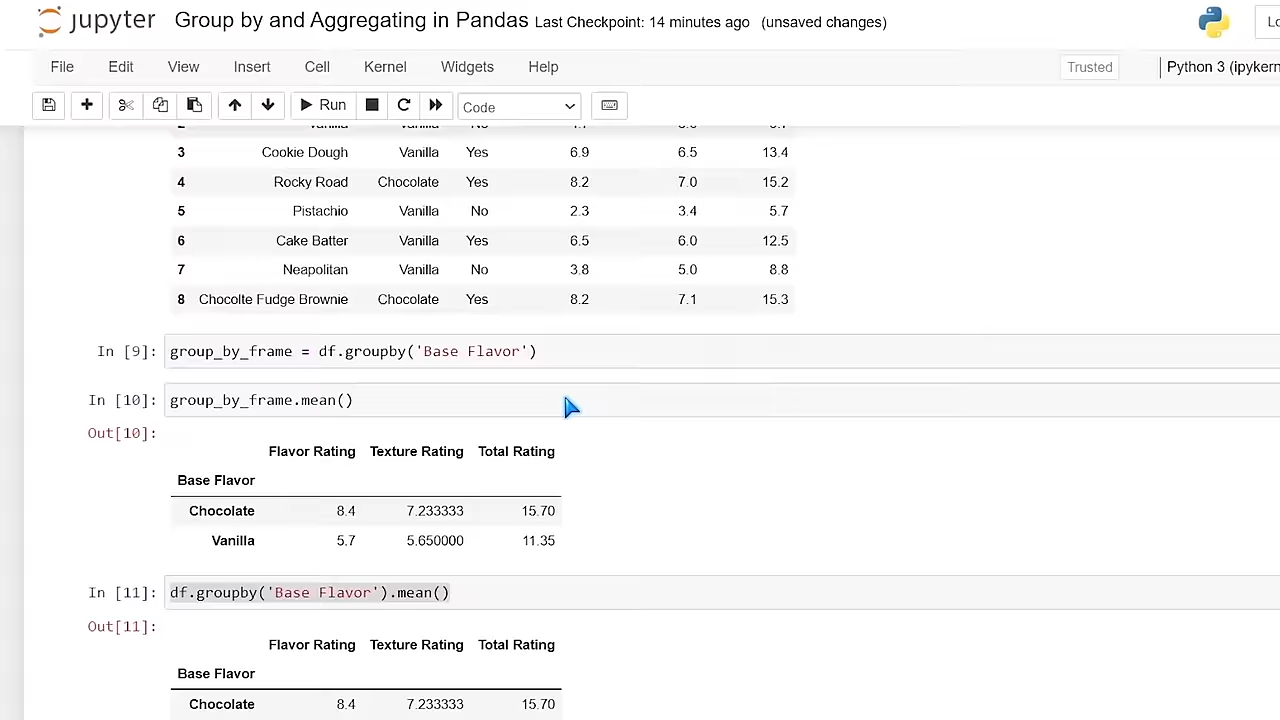 jupyter Group by and Aggregating in Pandas Last Checkpoint: 14 minutes ago (unsaved changes)
File Edit View Insert Cell Kernel Widgets Help Trusted Python 3 (ipykern
Run Code
3 Cookie Dough Vanilla Yes 6.9 6.5 13.4
4 Rocky Road Chocolate Yes 8.2 7.0 15.2
5 Pistachio Vanilla No 2.3 3.4 5.7
6 Cake Batter Vanilla Yes 6.5 6.0 12.5
7 Neapolitan Vanilla No 3.8 5.0 8.8
8 Chocolte Fudge Brownie Chocolate Yes 8.2 7.1 15.3
In [9]: group_by_frame = df.groupby('Base Flavor')
In [10]: group_by_frame.mean()
Out[10]:
Flavor Rating Texture Rating Total Rating
Base Flavor
Chocolate 8.4 7.233333 15.70
Vanilla 5.7 5.650000 11.35
In [11]: df.groupby('Base Flavor').mean()
Out[11]:
Flavor Rating Texture Rating Total Rating
Base Flavor
Chocolate 8.4 7.233333 15.70